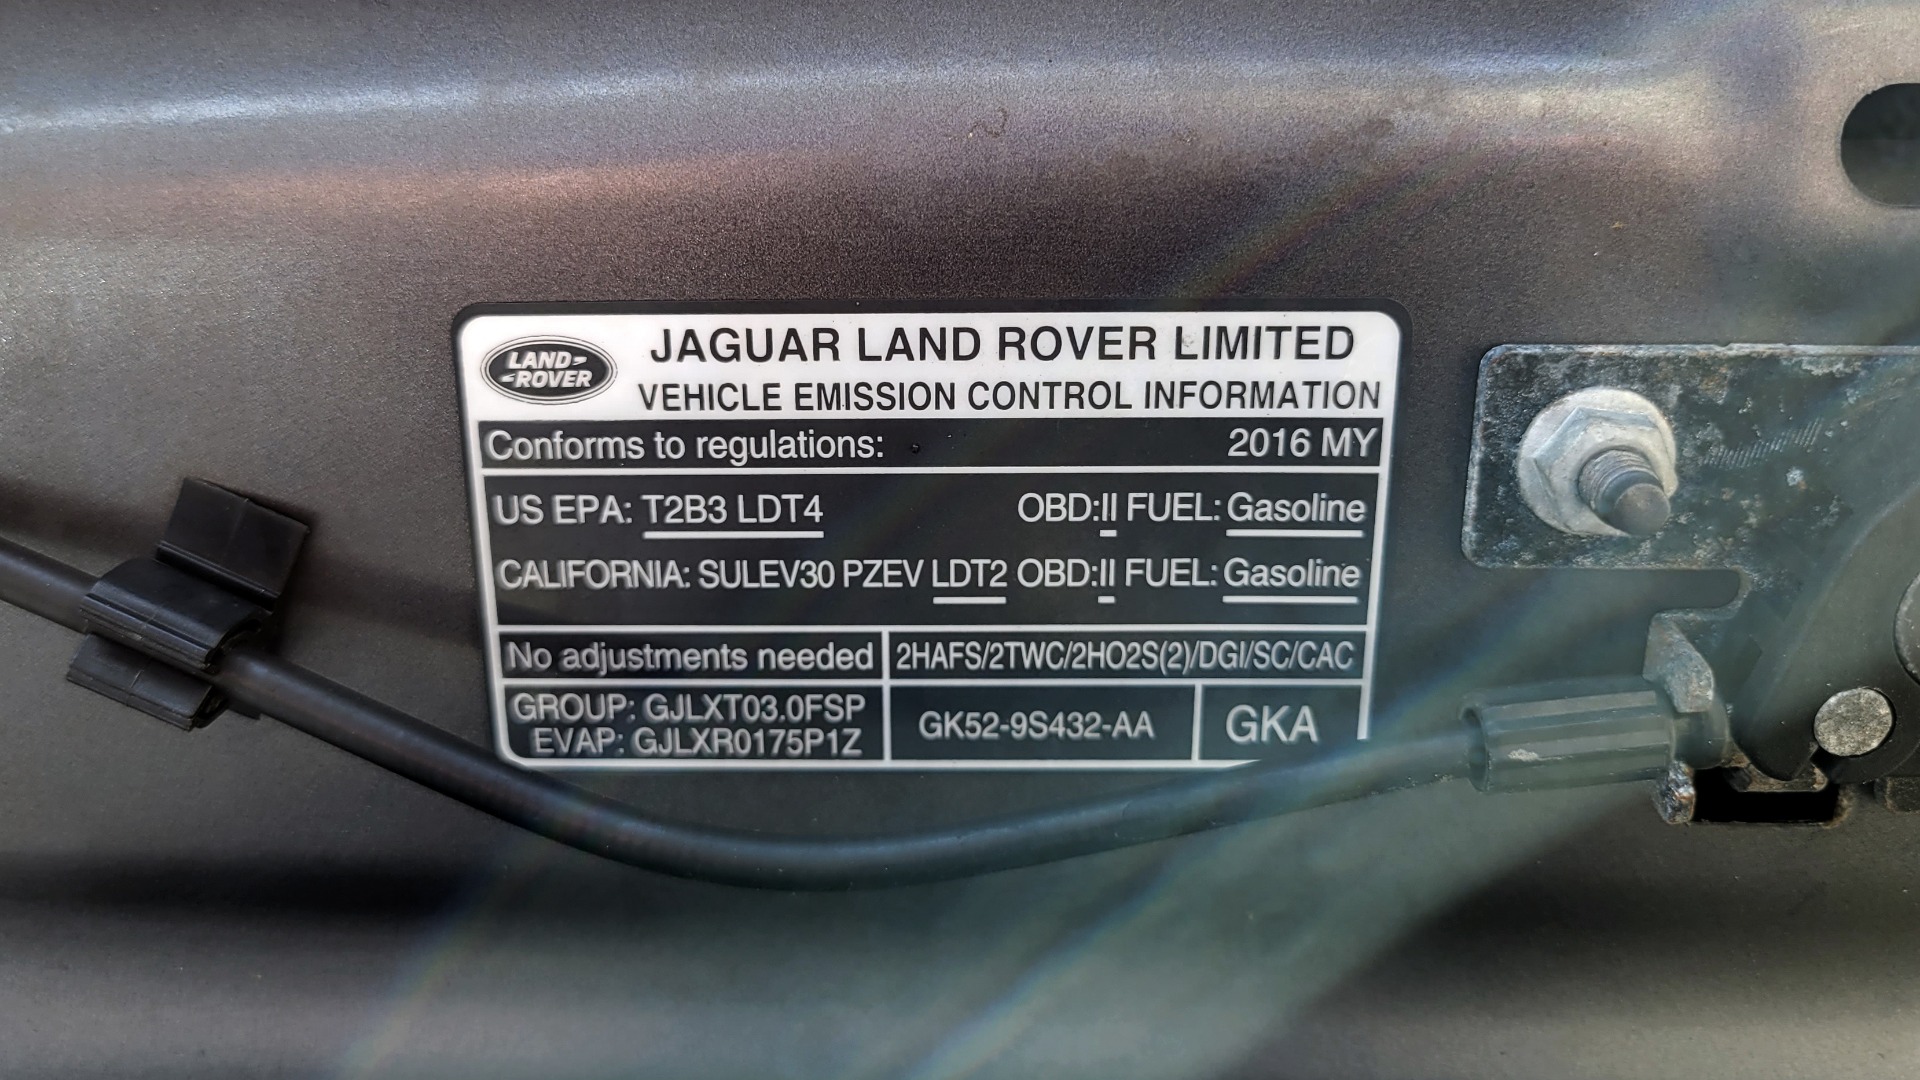 LAND-
-ROVER
JAGUAR LAND ROVER LIMITED
VEHICLE EMISSION CONTROL INFORMATION
Conforms to regulations: 2016 MY
US EPA: T2B3 LDT4 OBD:II FUEL: Gasoline
CALIFORNIA: SULEV30 PZEV LDT2 OBD:II FUEL: Gasoline
No adjustments needed 2HAFS/2TWC/2HO2S(2)/DGI/SC/CAC
GROUP: GJLXT03.0FSP
EVAP: GJLXR0175P1Z
GK52-9S432-AA GKA